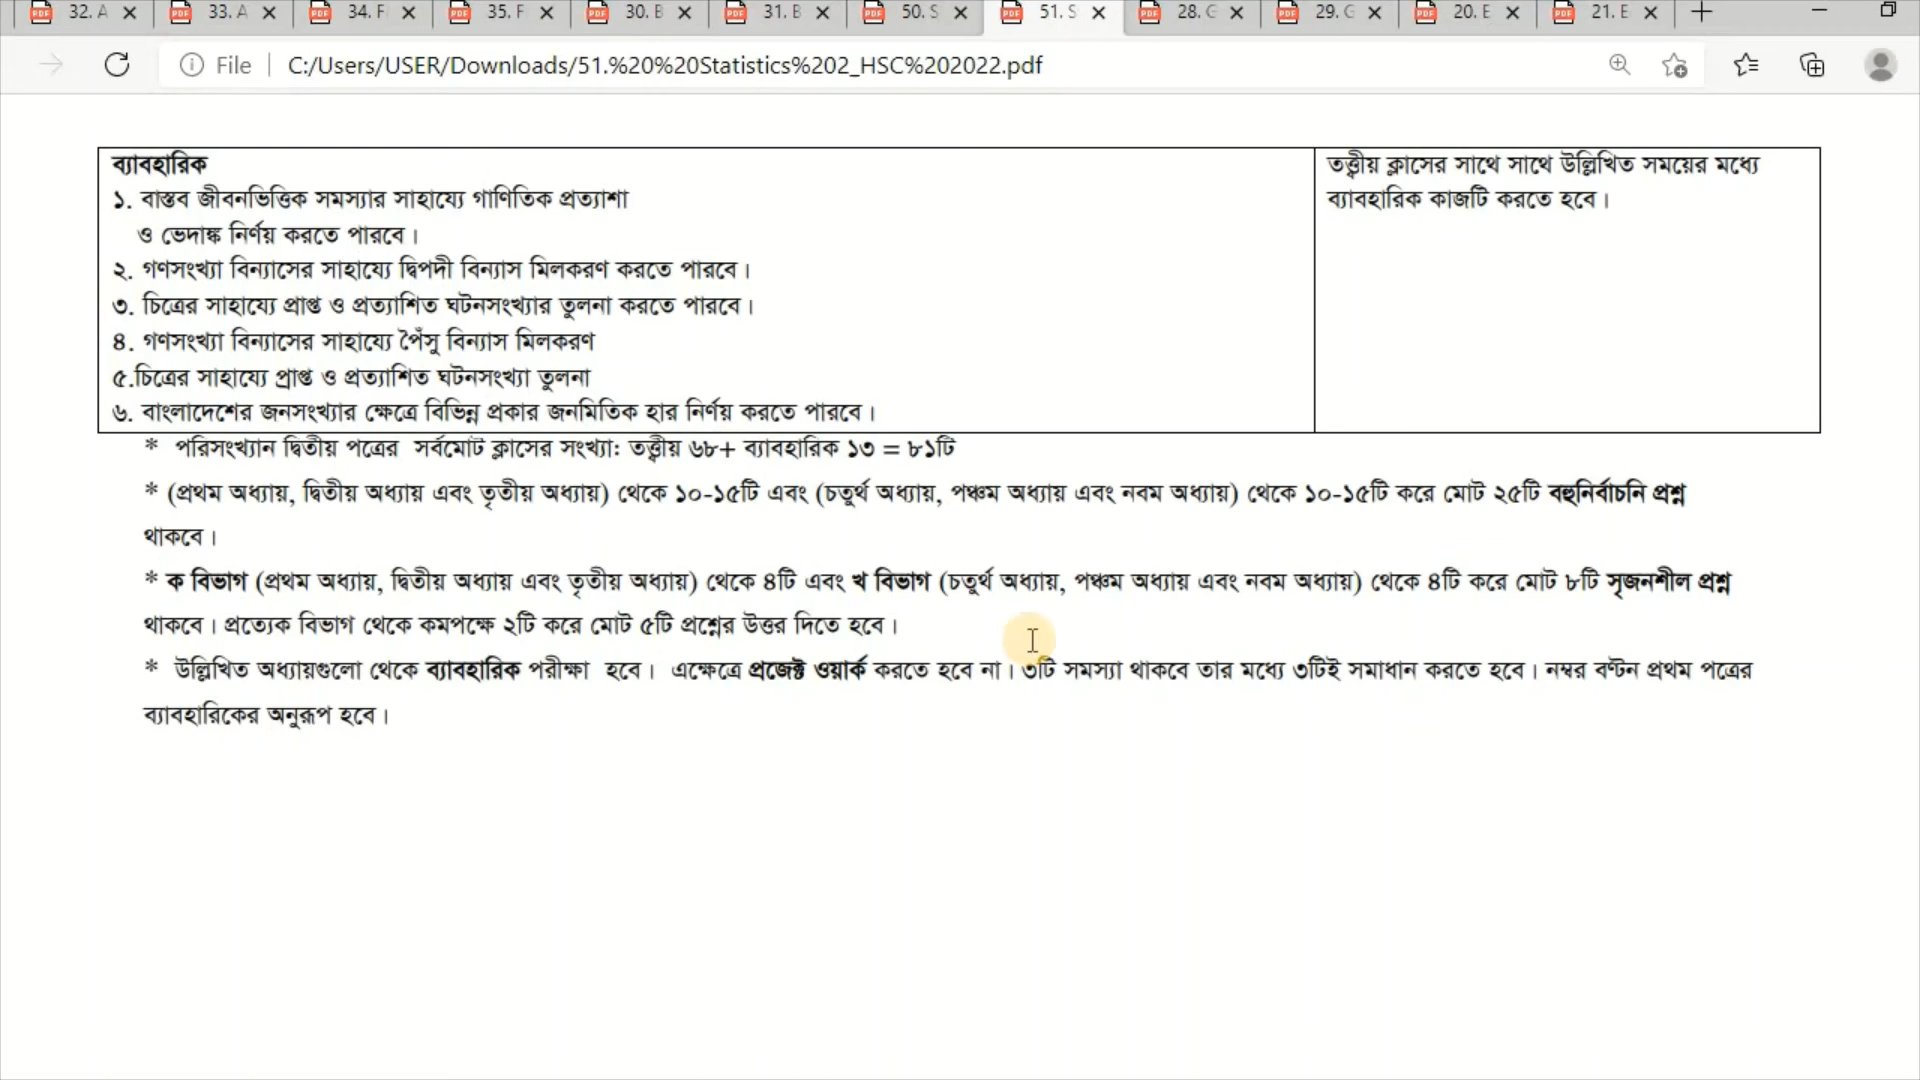 32. A
33. A
34. F
35. F
30. B
31. B
50. S
51. S
28. G
29. G
20. E
21. E
File | C:/Users/USER/Downloads/51.%20%20Statistics%202_HSC%202022.pdf
ব্যাবহারিক
১. বাস্তব জীবনভিত্তিক সমস্যার সাহায্যে গাণিতিক প্রত্যাশা
ও ভেদাঙ্ক নির্ণয় করতে পারবে।
২. গণসংখ্যা বিন্যাসের সাহায্যে দ্বিপদী বিন্যাস মিলকরণ করতে পারবে।
৩. চিত্রের সাহায্যে প্রাপ্ত ও প্রত্যাশিত ঘটনসংখ্যার তুলনা করতে পারবে।
৪. গণসংখ্যা বিন্যাসের সাহায্যে পৈঁসু বিন্যাস মিলকরণ
৫.চিত্রের সাহায্যে প্রাপ্ত ও প্রত্যাশিত ঘটনসংখ্যা তুলনা
৬. বাংলাদেশের জনসংখ্যার ক্ষেত্রে বিভিন্ন প্রকার জনমিতিক হার নির্ণয় করতে পারবে।
তত্ত্বীয় ক্লাসের সাথে সাথে উল্লিখিত সময়ের মধ্যে
ব্যাবহারিক কাজটি করতে হবে।
* পরিসংখ্যান দ্বিতীয় পত্রের সর্বমোট ক্লাসের সংখ্যা: তত্ত্বীয় ৬৮+ ব্যাবহারিক ১৩ = ৮১টি
* (প্রথম অধ্যায়, দ্বিতীয় অধ্যায় এবং তৃতীয় অধ্যায়) থেকে ১০-১৫টি এবং (চতুর্থ অধ্যায়, পঞ্চম অধ্যায় এবং নবম অধ্যায়) থেকে ১০-১৫টি করে মোট ২৫টি বহুনির্বাচনি প্রশ্ন
থাকবে।
* ক বিভাগ (প্রথম অধ্যায়, দ্বিতীয় অধ্যায় এবং তৃতীয় অধ্যায়) থেকে ৪টি এবং খ বিভাগ (চতুর্থ অধ্যায়, পঞ্চম অধ্যায় এবং নবম অধ্যায়) থেকে ৪টি করে মোট ৮টি সৃজনশীল প্রশ্ন
থাকবে। প্রত্যেক বিভাগ থেকে কমপক্ষে ২টি করে মোট ৫টি প্রশ্নের উত্তর দিতে হবে।
* উল্লিখিত অধ্যায়গুলো থেকে ব্যাবহারিক পরীক্ষা হবে। এক্ষেত্রে প্রজেক্ট ওয়ার্ক করতে হবে না। ৩টি সমস্যা থাকবে তার মধ্যে ৩টিই সমাধান করতে হবে। নম্বর বণ্টন প্রথম পত্রের
ব্যাবহারিকের অনুরূপ হবে।